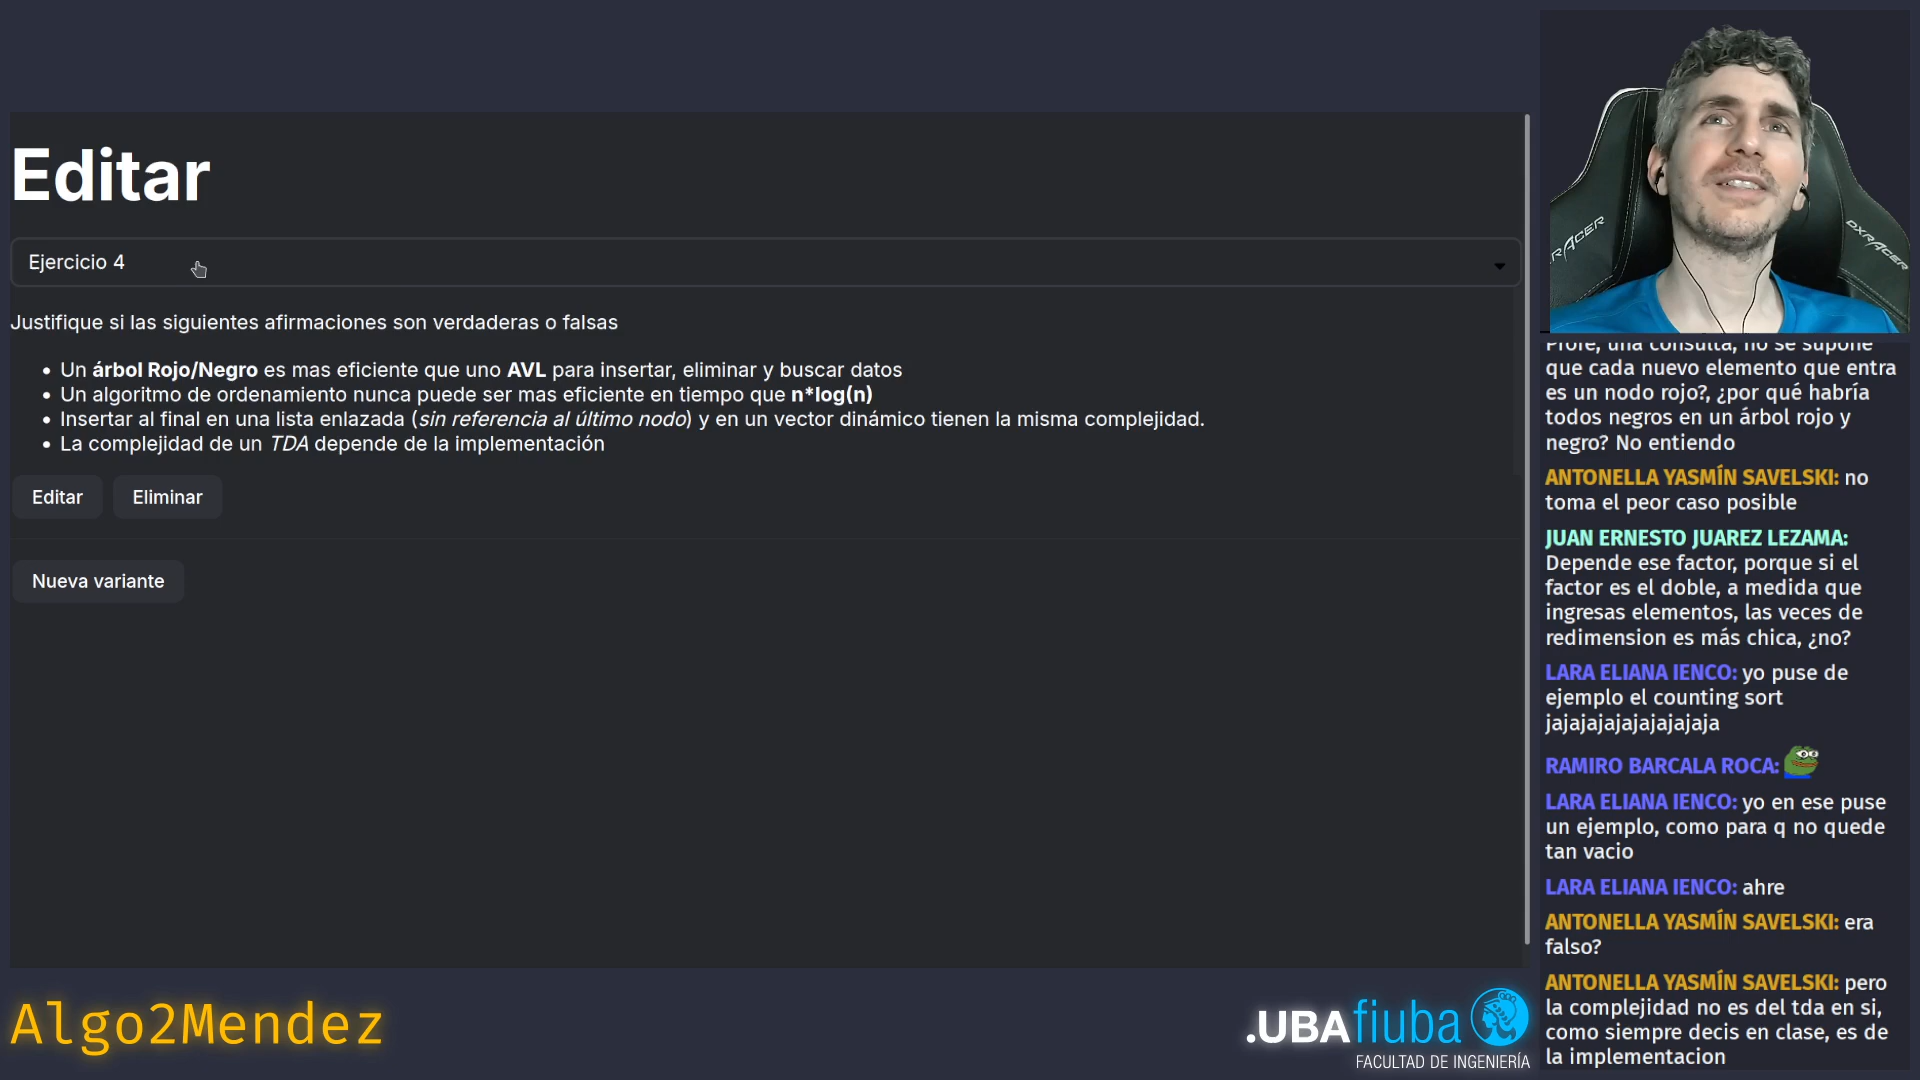 Editar
Ejercicio 4
Justifique si las siguientes afirmaciones son verdaderas o falsas
• Un árbol Rojo/Negro es mas eficiente que uno AVL para insertar, eliminar y buscar datos
• Un algoritmo de ordenamiento nunca puede ser mas eficiente en tiempo que n*log(n)
• Insertar al final en una lista enlazada (sin referencia al último nodo) y en un vector dinámico tienen la misma complejidad.
• La complejidad de un TDA depende de la implementación
Editar Eliminar
Nueva variante
Algo2Mendez
.UBAfiuba
FACULTAD DE INGENIERÍA
RACER
DXRACER
Profe, una consulta, no se supone
que cada nuevo elemento que entra
es un nodo rojo?, ¿por qué habría
todos negros en un árbol rojo y
negro? No entiendo
ANTONELLA YASMÍN SAVELSKI: no
toma el peor caso posible
JUAN ERNESTO JUAREZ LEZAMA:
Depende ese factor, porque si el
factor es el doble, a medida que
ingresas elementos, las veces de
redimension es más chica, ¿no?
LARA ELIANA IENCO: yo puse de
ejemplo el counting sort
jajajajajajajajajaja
RAMIRO BARCALA ROCA:
LARA ELIANA IENCO: yo en ese puse
un ejemplo, como para q no quede
tan vacio
LARA ELIANA IENCO: ahre
ANTONELLA YASMÍN SAVELSKI: era
falso?
ANTONELLA YASMÍN SAVELSKI: pero
la complejidad no es del tda en si,
como siempre decis en clase, es de
la implementacion